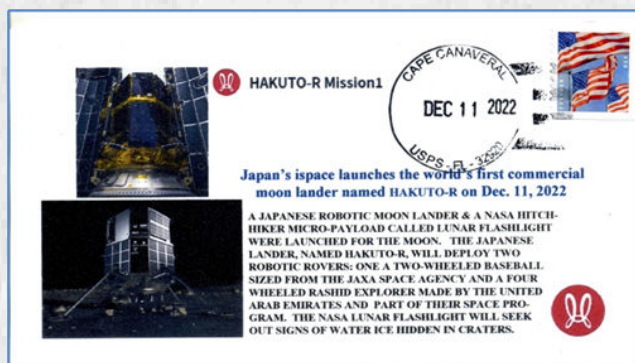 HAKUTO-R Mission1
CAPE CANAVERAL
DEC 11 2022
USPS - FL - 32920
Japan's ispace launches the world's first commercial
moon lander named HAKUTO-R on Dec. 11, 2022
A JAPANESE ROBOTIC MOON LANDER & A NASA HITCH-
HIKER MICRO-PAYLOAD CALLED LUNAR FLASHLIGHT
WERE LAUNCHED FOR THE MOON. THE JAPANESE
LANDER, NAMED HAKUTO-R, WILL DEPLOY TWO
ROBOTIC ROVERS: ONE A TWO-WHEELED BASEBALL
SIZED FROM THE JAXA SPACE AGENCY AND A FOUR
WHEELED RASHID EXPLORER MADE BY THE UNITED
ARAB EMIRATES AND PART OF THEIR SPACE PRO-
GRAM. THE NASA LUNAR FLASHLIGHT WILL SEEK
OUT SIGNS OF WATER ICE HIDDEN IN CRATERS.